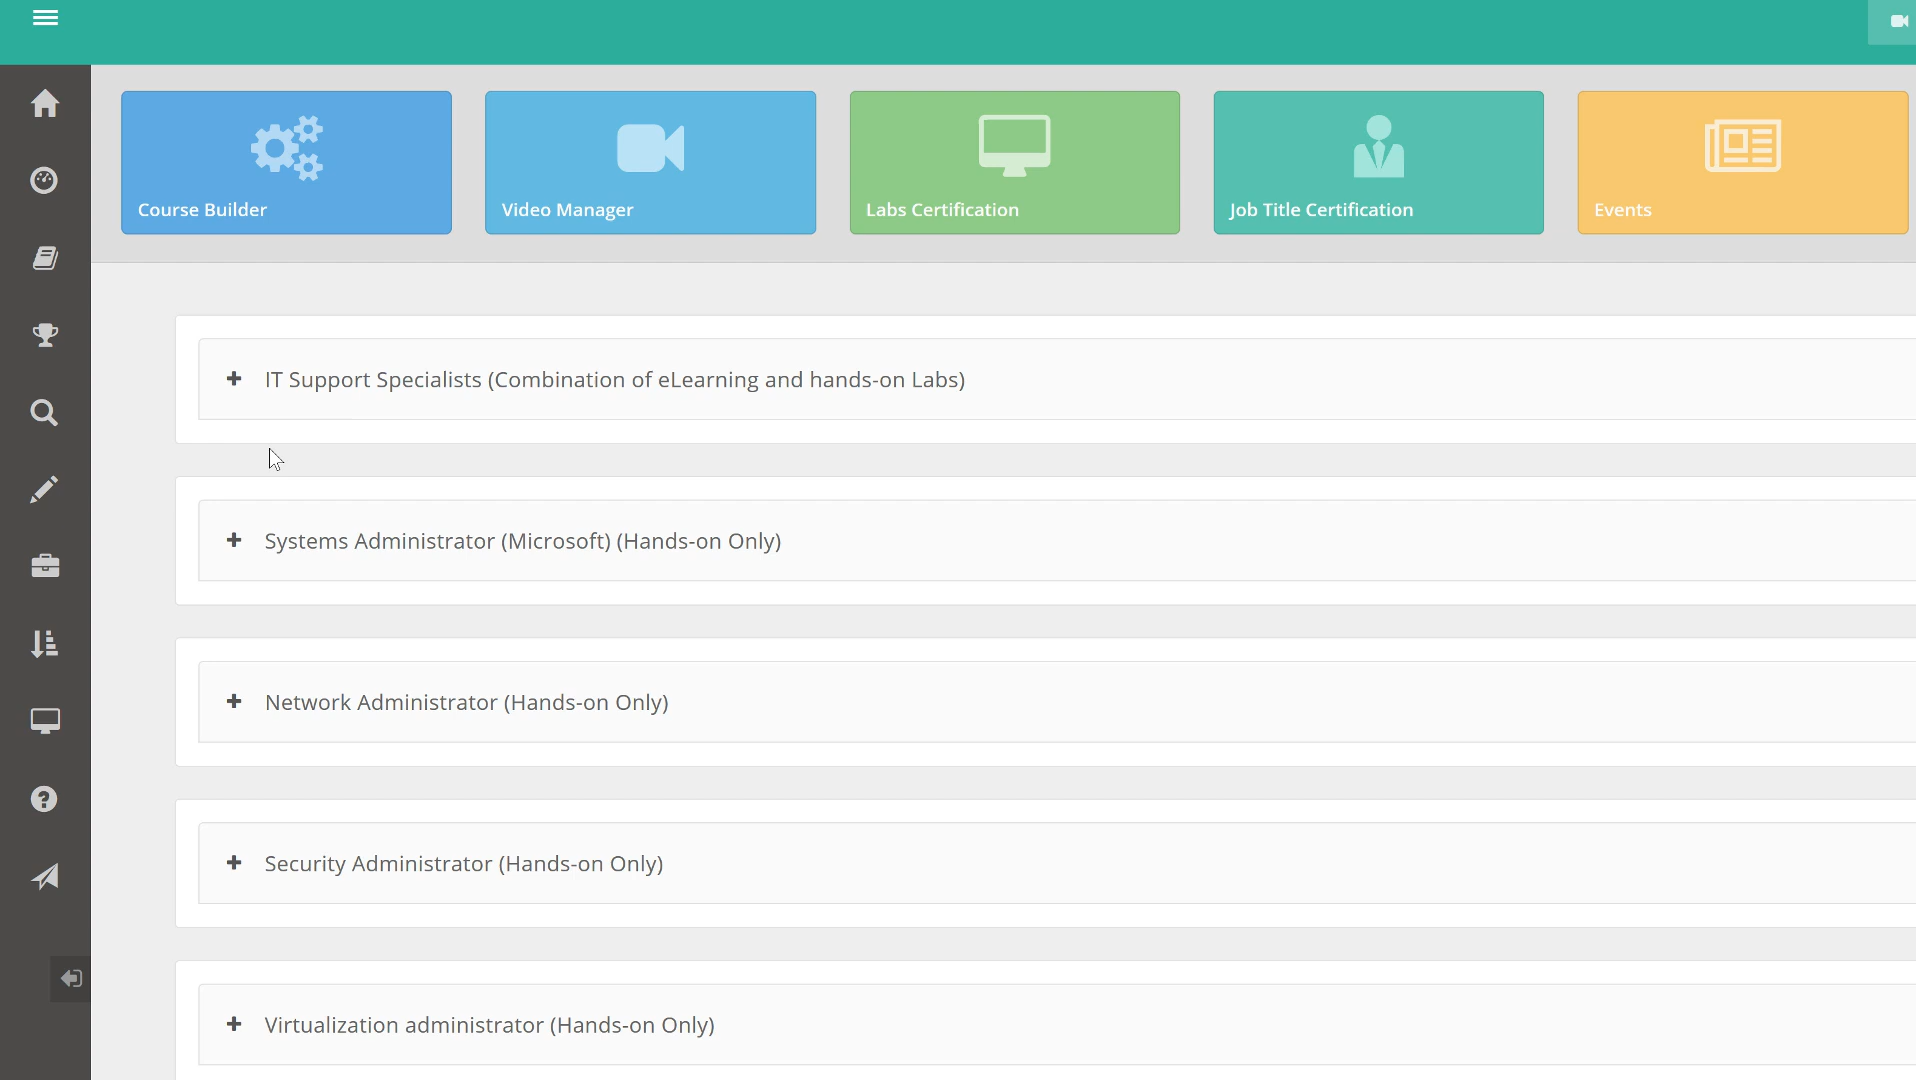 Course Builder
Video Manager
Labs Certification
Job Title Certification
Events
IT Support Specialists (Combination of eLearning and hands-on Labs)
Systems Administrator (Microsoft) (Hands-on Only)
Network Administrator (Hands-on Only)
Security Administrator (Hands-on Only)
Virtualization administrator (Hands-on Only)